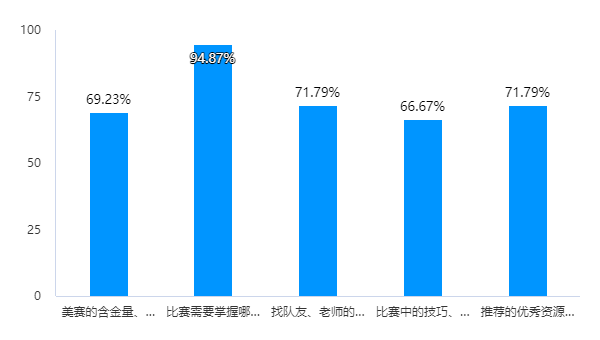 100
94.87%
75
69.23%
71.79%
66.67%
71.79%
50
25
0
美赛的含金量、...
比赛需要掌握哪...
找队友、老师的...
比赛中的技巧、...
推荐的优秀资源...